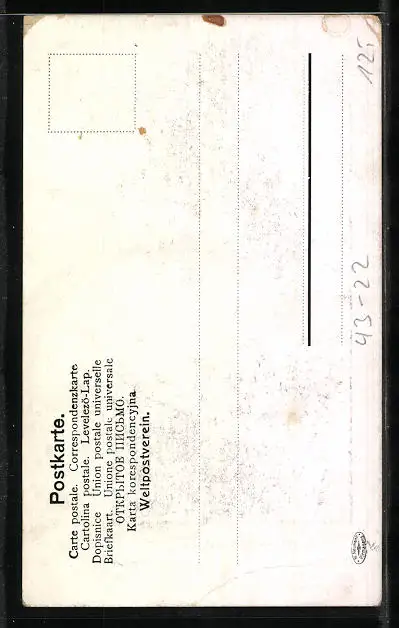 Postkarte.
Carte postale. Correspondenzkarte
Cartolina postale. Levelező-Lap.
Dopisnice Union postale universelle
Briefkaart. Unione postale universale
ОТКРЫТОЕ ПИСЬМО.
Karta korespondencyjna
Weltpostverein.
43-22
12,-